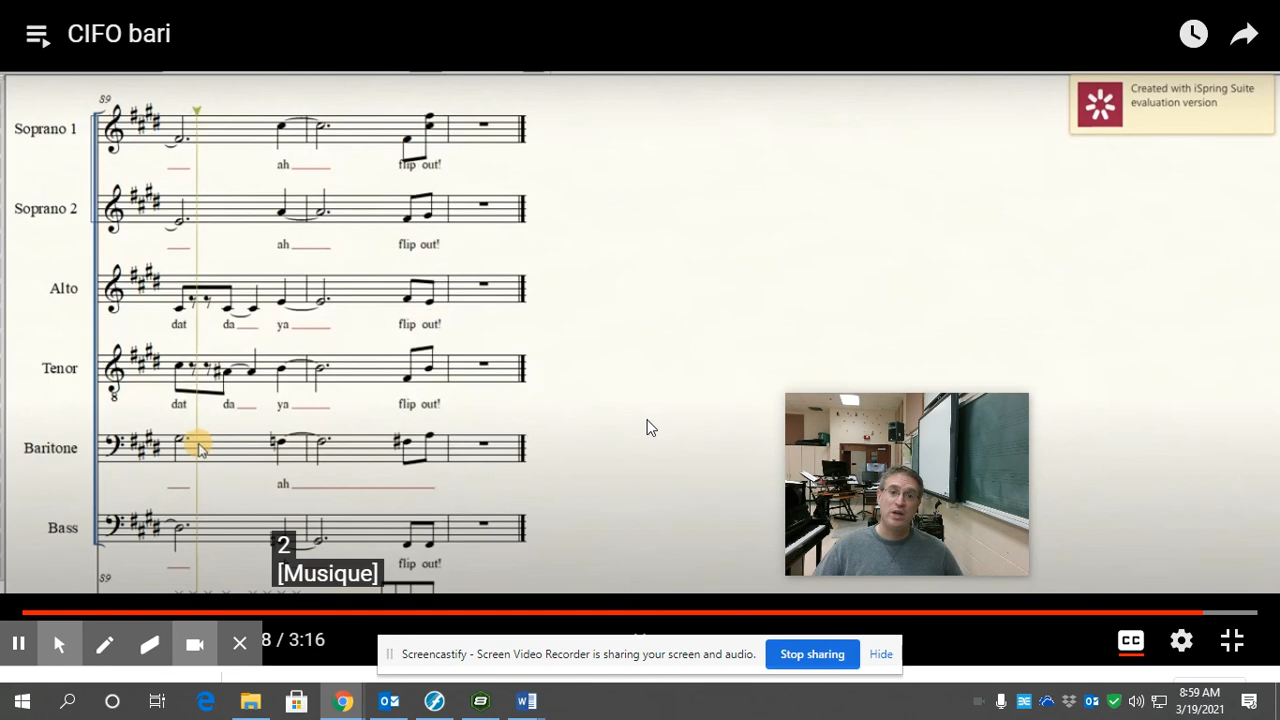 CIFO bari
Created with iSpring Suite
evaluation version
89
Soprano 1
ah
flip out!
Soprano 2
ah
flip out!
Alto
dat da ya flip out!
Tenor
8
dat da ya flip out!
Baritone
ah
Bass
flip out!
2
[Musique]
89
8 / 3:16
CC
Screencastify - Screen Video Recorder is sharing your screen and audio.
Stop sharing
Hide
8:59 AM
3/19/2021